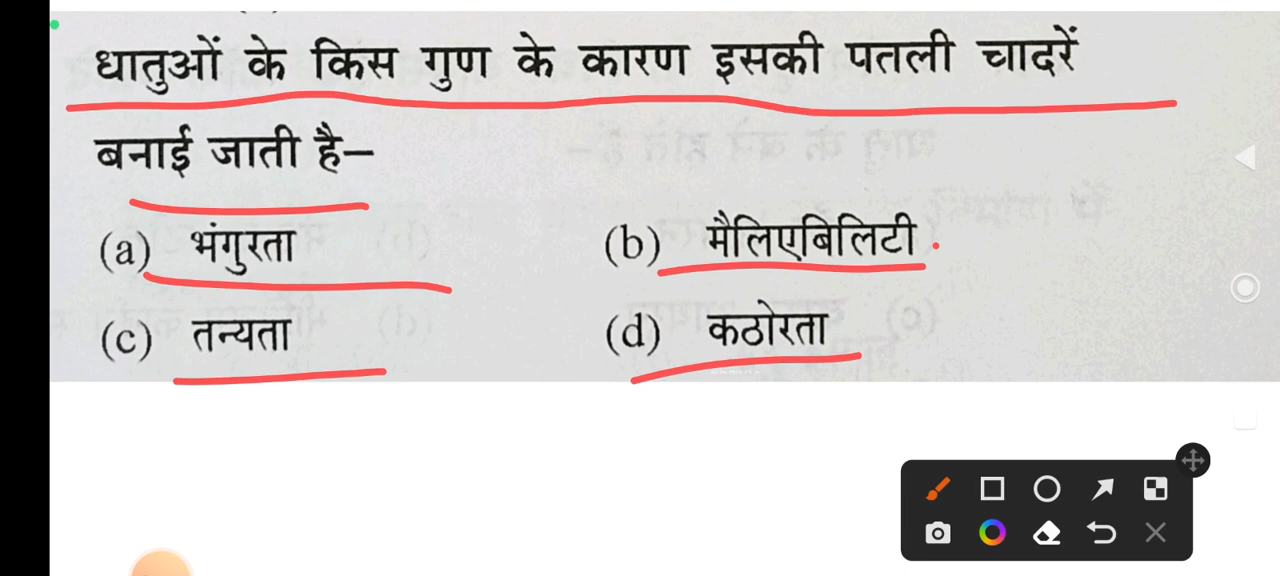 धातुओं के किस गुण के कारण इसकी पतली चादरें
बनाई जाती है–
(a) भंगुरता (b) मैलिएबिलिटी
(c) तन्यता (d) कठोरता